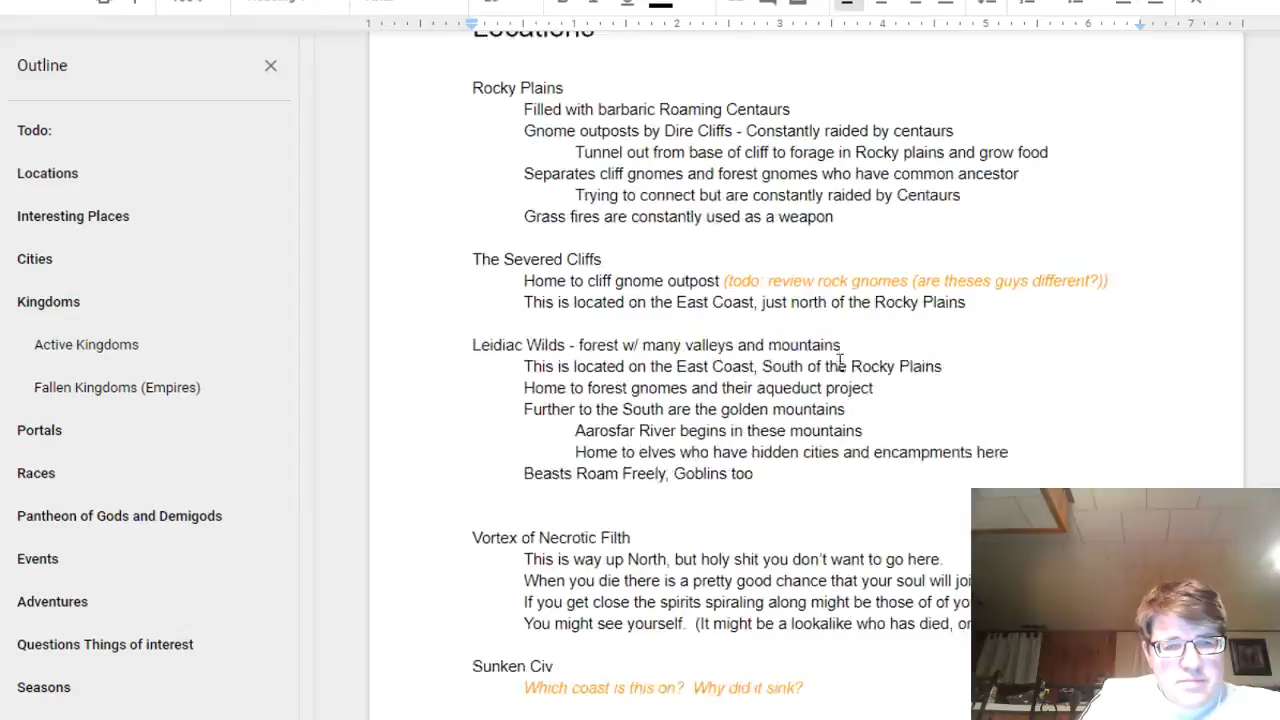 Outline
Todo:
Locations
Interesting Places
Cities
Kingdoms
Active Kingdoms
Fallen Kingdoms (Empires)
Portals
Races
Pantheon of Gods and Demigods
Events
Adventures
Questions Things of interest
Seasons
1 1 2 3 4 5 6 7
Locations
Rocky Plains
Filled with barbaric Roaming Centaurs
Gnome outposts by Dire Cliffs - Constantly raided by centaurs
Tunnel out from base of cliff to forage in Rocky plains and grow food
Separates cliff gnomes and forest gnomes who have common ancestor
Trying to connect but are constantly raided by Centaurs
Grass fires are constantly used as a weapon
The Severed Cliffs
Home to cliff gnome outpost (todo: review rock gnomes (are theses guys different?))
This is located on the East Coast, just north of the Rocky Plains
Leidiac Wilds - forest w/ many valleys and mountains
This is located on the East Coast, South of the Rocky Plains
Home to forest gnomes and their aqueduct project
Further to the South are the golden mountains
Aarosfar River begins in these mountains
Home to elves who have hidden cities and encampments here
Beasts Roam Freely, Goblins too
Vortex of Necrotic Filth
This is way up North, but holy shit you don't want to go here.
When you die there is a pretty good chance that your soul will
If you get close the spirits spiraling along might be those of of
You might see yourself. (It might be a lookalike who has died,
Sunken Civ
Which coast is this on? Why did it sink?